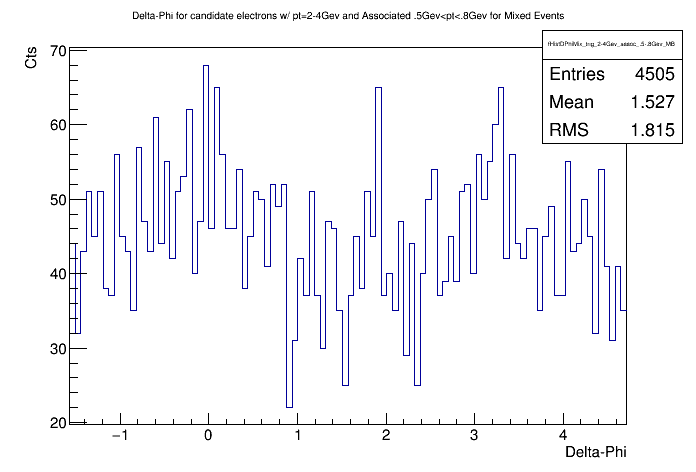 Delta-Phi for candidate electrons w/ pt=2-4Gev and Associated .5Gev<pt<.8Gev for Mixed Events
fHistDPhiMix_trig_2-4Gev_assoc_.5-.8Gev_MB
Entries 4505
Mean 1.527
RMS 1.815
Cts
70
60
50
40
30
20
−1 0 1 2 3 4
Delta-Phi